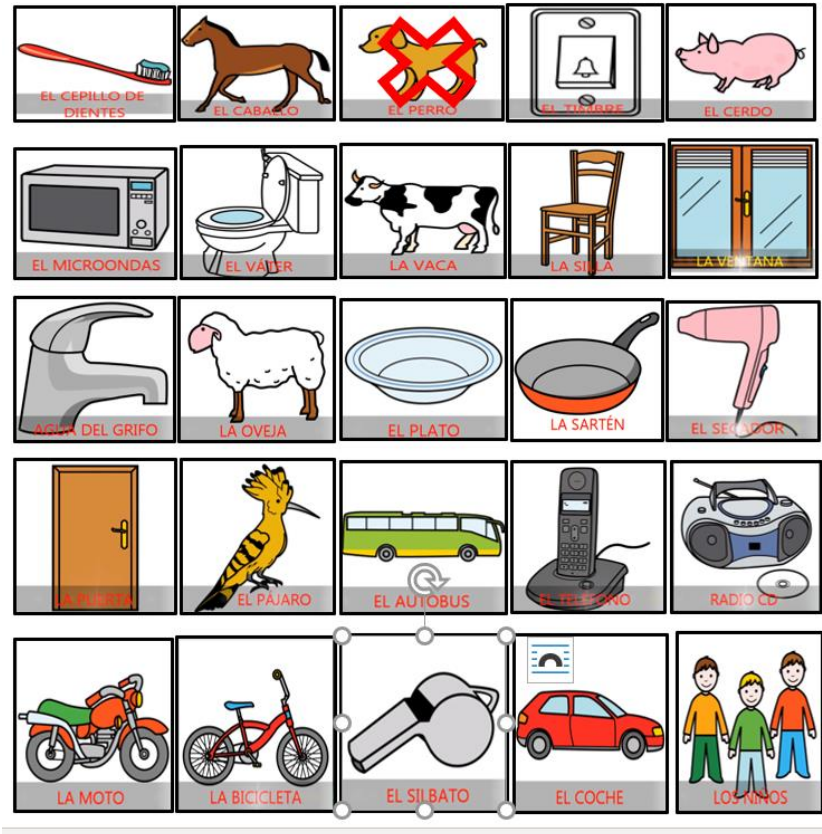 EL CEPILLO DE
DIENTES
EL CABALLO
EL PERRO
EL TIMBRE
EL CERDO
EL MICROONDAS
EL VÁTER
LA VACA
LA SILLA
LA VENTANA
AGUA DEL GRIFO
LA OVEJA
EL PLATO
LA SARTÉN
EL SECADOR
LA PUERTA
EL PÁJARO
EL AUTOBUS
EL TELÉFONO
RADIO CD
LA MOTO
LA BICICLETA
EL SILBATO
EL COCHE
LOS NIÑOS